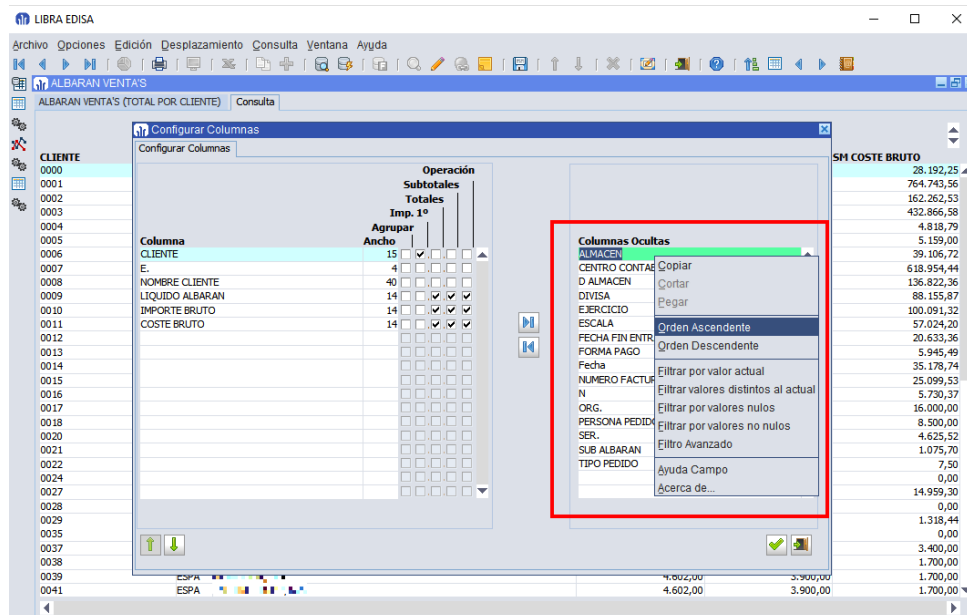 LIBRA EDISA
Archivo Opciones Edición Desplazamiento Consulta Ventana Ayuda
ALBARAN VENTA'S
ALBARAN VENTA'S (TOTAL POR CLIENTE) Consulta
Configurar Columnas
Configurar Columnas
CLIENTE SM COSTE BRUTO
0000 28.192,25
0001 764.743,56
0002 162.262,53
0003 432.866,58
0004 4.818,79
0005 5.159,00
0006 39.106,72
0007 618.954,44
0008 136.822,36
0009 88.155,87
0010 100.091,32
0011 57.024,20
0012 20.633,36
0013 5.945,49
0014 35.178,74
0015 25.099,53
0016 5.730,37
0017 16.000,00
0018 8.500,00
0020 4.625,52
0021 1.075,70
0022 7,50
0024 0,00
0027 14.959,30
0028 0,00
0029 1.318,44
0035 0,00
0037 3.400,00
0038 1.700,00
0039 ESPA 4.602,00 3.900,00 1.700,00
0041 ESPA 4.602,00 3.900,00 1.700,00
Operación
Subtotales
Totales
Imp. 1º
Agrupar
Columna Ancho
CLIENTE 15
E. 4
NOMBRE CLIENTE 40
LIQUIDO ALBARAN 14
IMPORTE BRUTO 14
COSTE BRUTO 14
Columnas Ocultas
ALMACEN
CENTRO CONTAB
D ALMACEN
DIVISA
EJERCICIO
ESCALA
FECHA FIN ENTR
FORMA PAGO
Fecha
NUMERO FACTUR
N
ORG.
PERSONA PEDIDO
SER.
SUB ALBARAN
TIPO PEDIDO
Copiar
Cortar
Pegar
Orden Ascendente
Orden Descendente
Filtrar por valor actual
Filtrar valores distintos al actual
Filtrar por valores nulos
Filtrar por valores no nulos
Filtro Avanzado
Ayuda Campo
Acerca de...